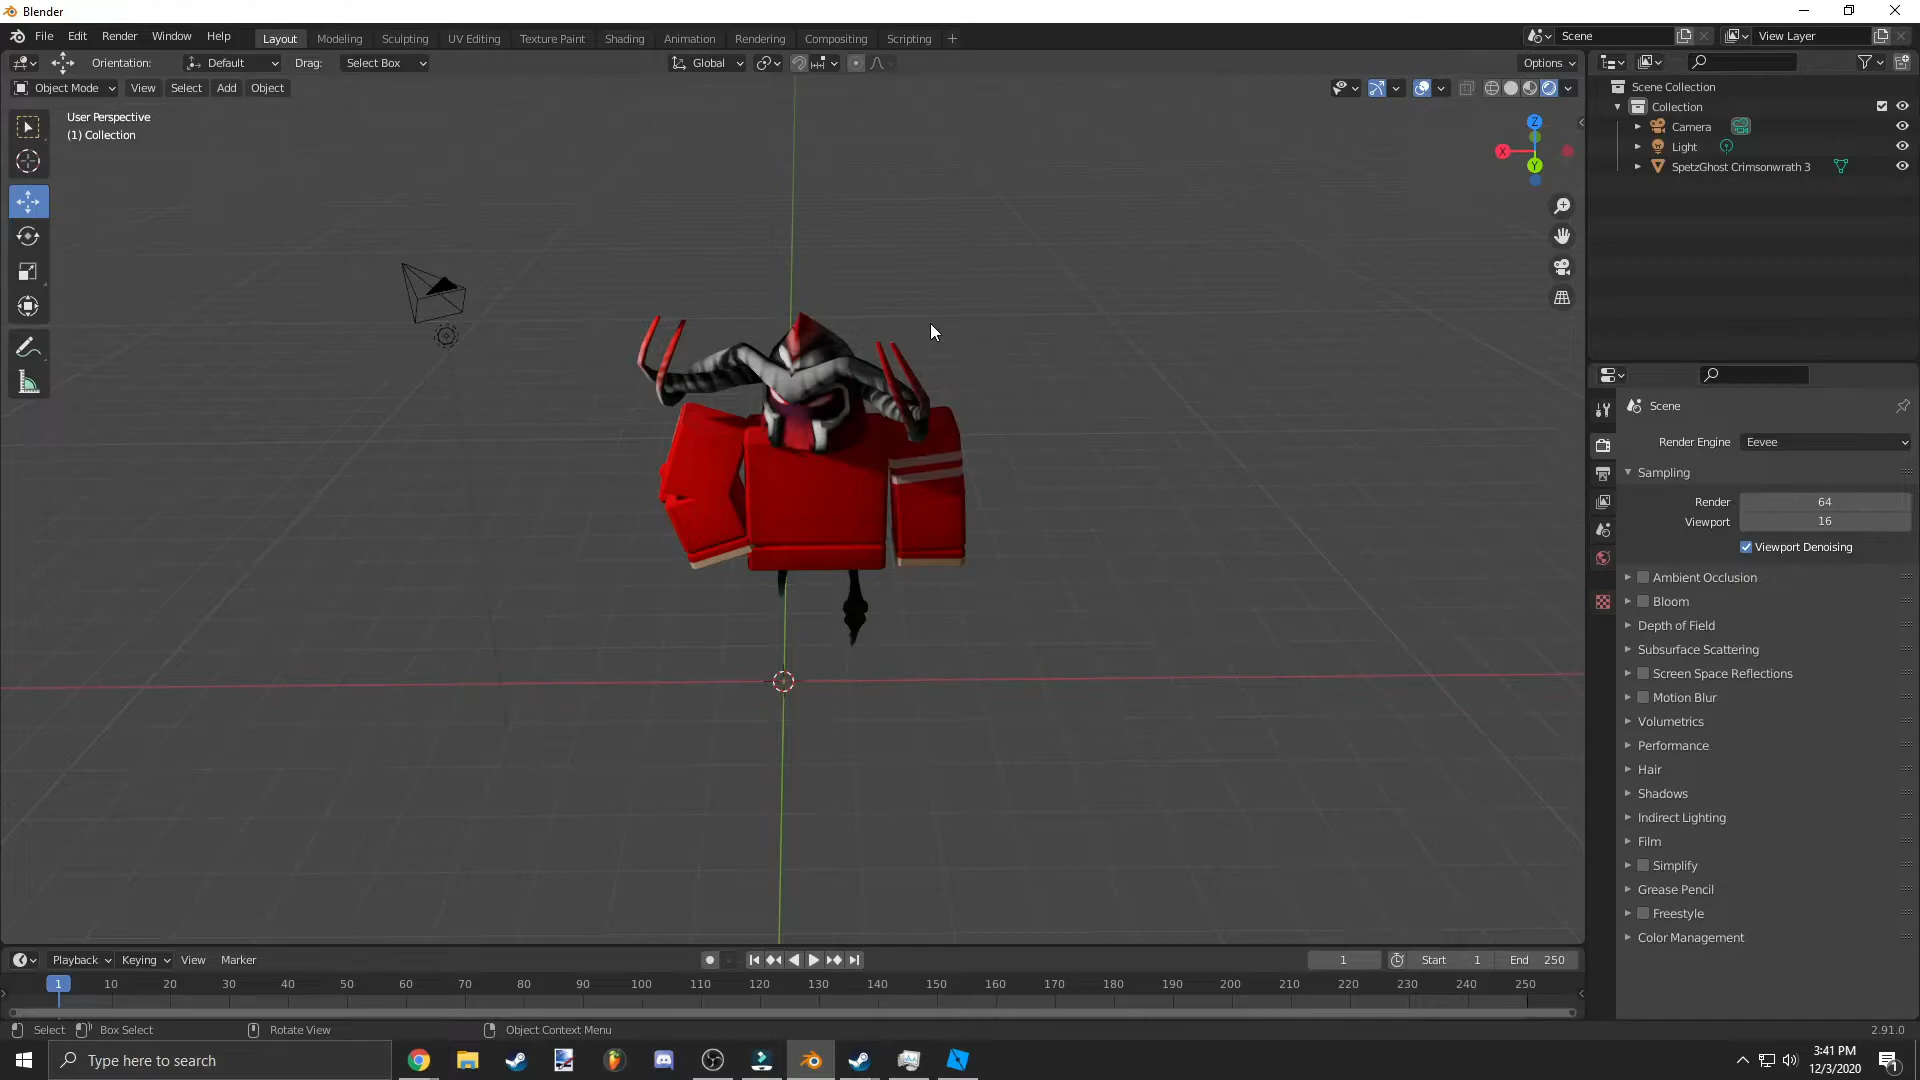 Blender
File Edit Render Window Help Layout Modeling Sculpting UV Editing Texture Paint Shading Animation Rendering Compositing Scripting + Scene View Layer
Orientation: Default Drag: Select Box Global Options
Object Mode View Select Add Object
User Perspective
(1) Collection
Z
X
Y
Scene Collection
Collection
Camera
Light
SpetzGhost Crimsonwrath 3
Scene
Render Engine Eevee
Sampling
Render 64
Viewport 16
Viewport Denoising
Ambient Occlusion
Bloom
Depth of Field
Subsurface Scattering
Screen Space Reflections
Motion Blur
Volumetrics
Performance
Hair
Shadows
Indirect Lighting
Film
Simplify
Grease Pencil
Freestyle
Color Management
Playback Keying View Marker 1 Start 1 End 250
1 10 20 30 40 50 60 70 80 90 100 110 120 130 140 150 160 170 180 190 200 210 220 230 240 250
Select Box Select Rotate View Object Context Menu 2.91.0
Type here to search
3:41 PM
12/3/2020
1